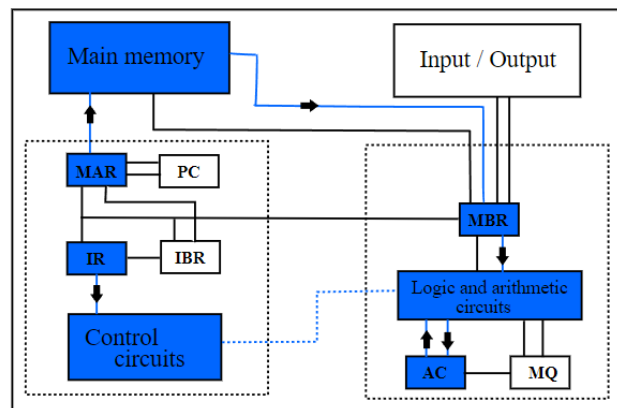 Main memory
Input / Output
MAR
PC
MBR
IR
IBR
Logic and arithmetic
circuits
Control
circuits
AC
MQ